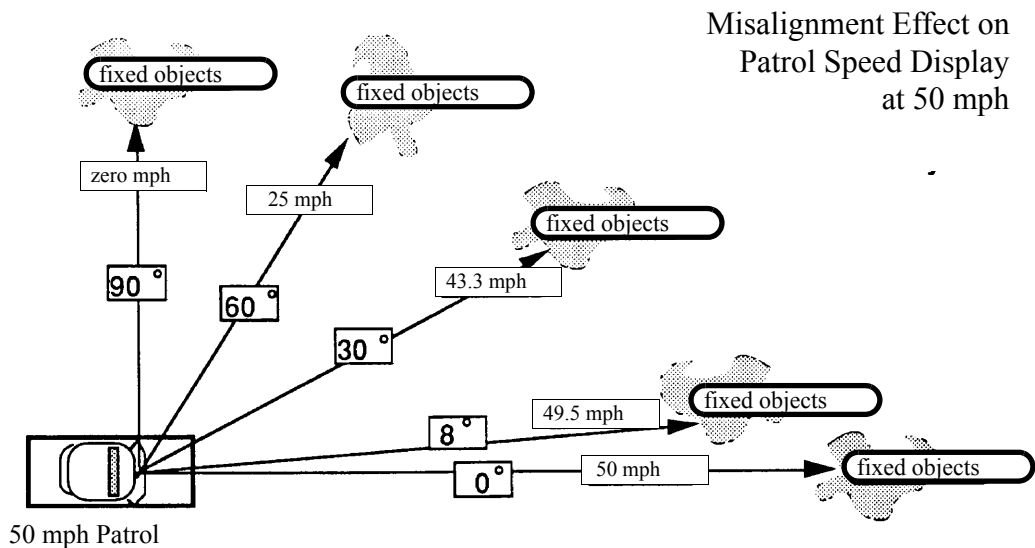 Misalignment Effect on
Patrol Speed Display
at 50 mph
fixed objects
fixed objects
zero mph
25 mph
fixed objects
90°
60°
43.3 mph
30°
fixed objects
49.5 mph
8°
0°
50 mph
fixed objects
50 mph Patrol